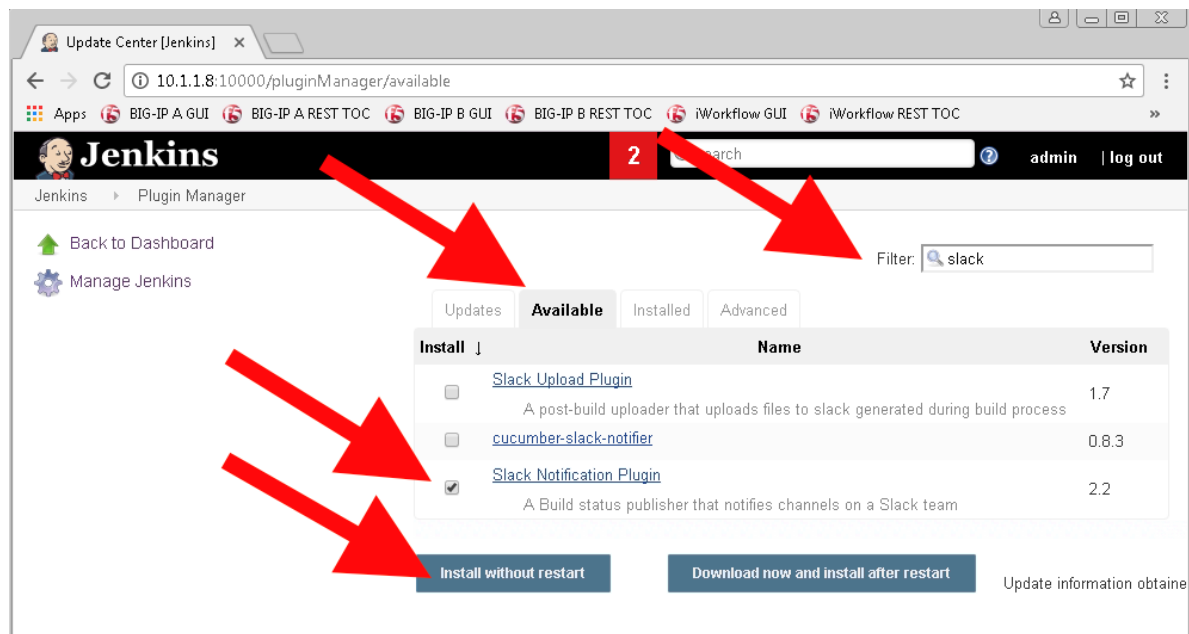 Update Center [Jenkins]
10.1.1.8:10000/pluginManager/available
Apps BIG-IP A GUI BIG-IP A REST TOC BIG-IP B GUI BIG-IP B REST TOC iWorkflow GUI iWorkflow REST TOC »
Jenkins 2 admin | log out
Jenkins Plugin Manager
Back to Dashboard
Manage Jenkins
Filter: slack
Updates Available Installed Advanced
Install ↓ Name Version
Slack Upload Plugin
A post-build uploader that uploads files to slack generated during build process
1.7
cucumber-slack-notifier 0.8.3
Slack Notification Plugin
A Build status publisher that notifies channels on a Slack team
2.2
Install without restart Download now and install after restart Update information obtaine